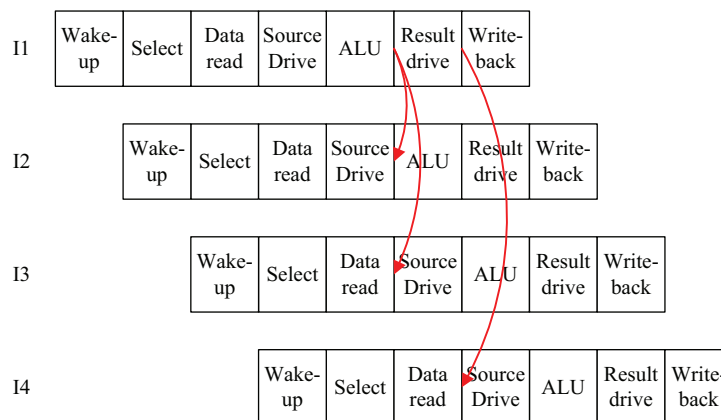 I1 Wake- Select Data Source ALU Result Write-
up read Drive drive back
I2 Wake- Select Data Source ALU Result Write-
up read Drive drive back
I3 Wake- Select Data Source ALU Result Write-
up read Drive drive back
I4 Wake- Select Data Source ALU Result Write-
up read Drive drive back